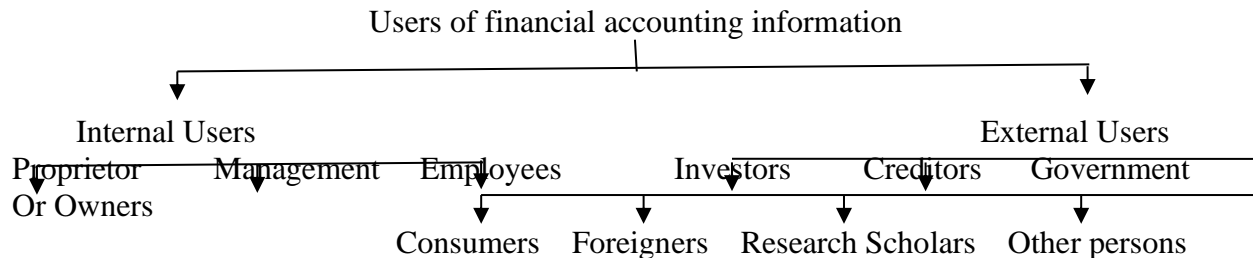 Users of financial accounting information
Internal Users External Users
Proprietor Management Employees Investors Creditors Government
Or Owners
Consumers Foreigners Research Scholars Other persons